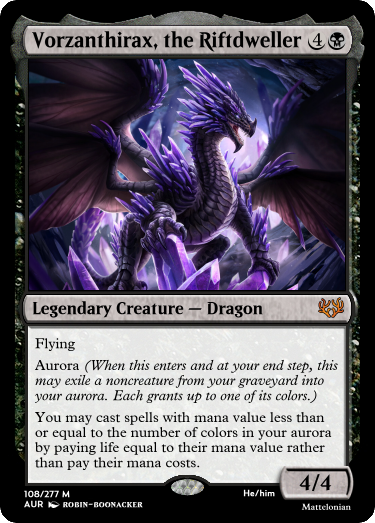 Vorzanthirax, the Riftdweller 4
Legendary Creature — Dragon
Flying
Aurora (When this enters and at your end step, this
may exile a noncreature from your graveyard into
your aurora. Each grants up to one of its colors.)
You may cast spells with mana value less than
or equal to the number of colors in your aurora
by paying life equal to their mana value rather
than pay their mana costs.
4/4
108/277 M He/him
AUR ROBIN-BOONACKER Mattelonian